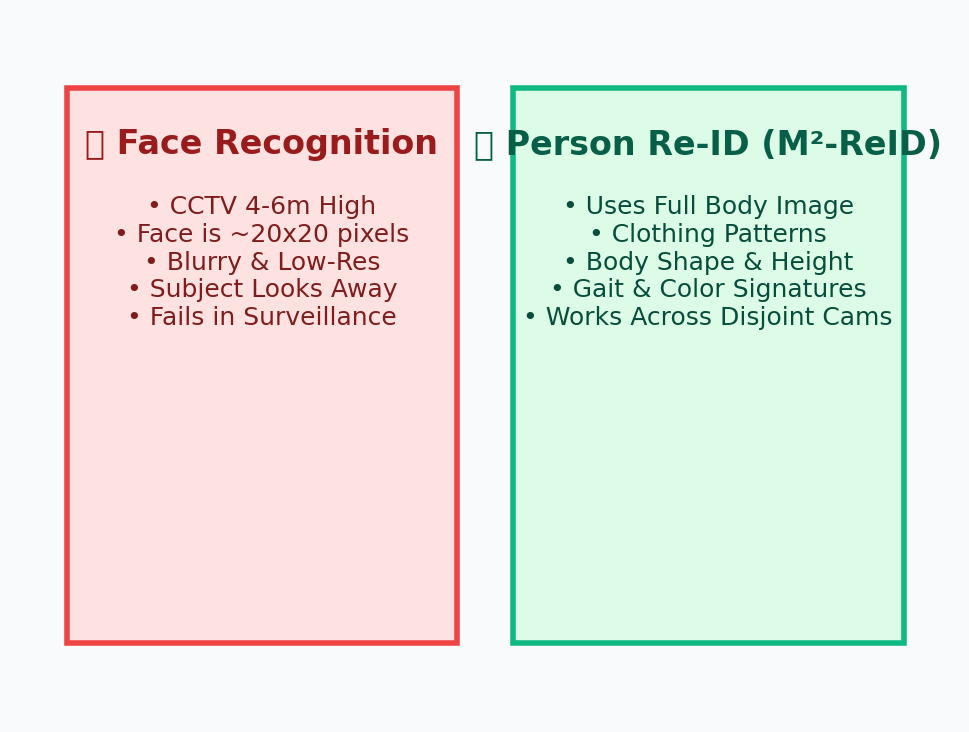 Face Recognition
• CCTV 4-6m High
• Face is ~20x20 pixels
• Blurry & Low-Res
• Subject Looks Away
• Fails in Surveillance
Person Re-ID (M²-ReID)
• Uses Full Body Image
• Clothing Patterns
• Body Shape & Height
• Gait & Color Signatures
• Works Across Disjoint Cams